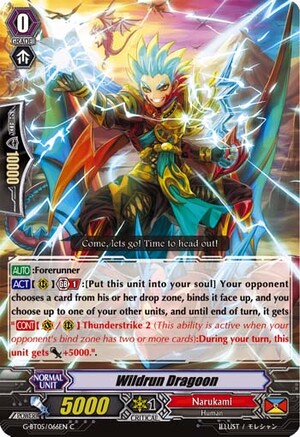 0
GRADE
10000
Come, lets go! Time to head out!
AUTO :Forerunner
ACT [ ] GB 1 :[Put this unit into your soul] Your opponent
chooses a card from his or her drop zone, binds it face up, and you
choose up to one of your other units, and until end of turn, it gets
"CONT [ / ] Thunderstrike 2 (This ability is active when your
opponent's bind zone has two or more cards):During your turn, this
unit gets +5000.".
NORMAL
UNIT
Wildrun Dragoon
POWER
5000
1
CRITICAL
Narukami
Human
G-BT05/066EN C
ILLUST / モレシャン